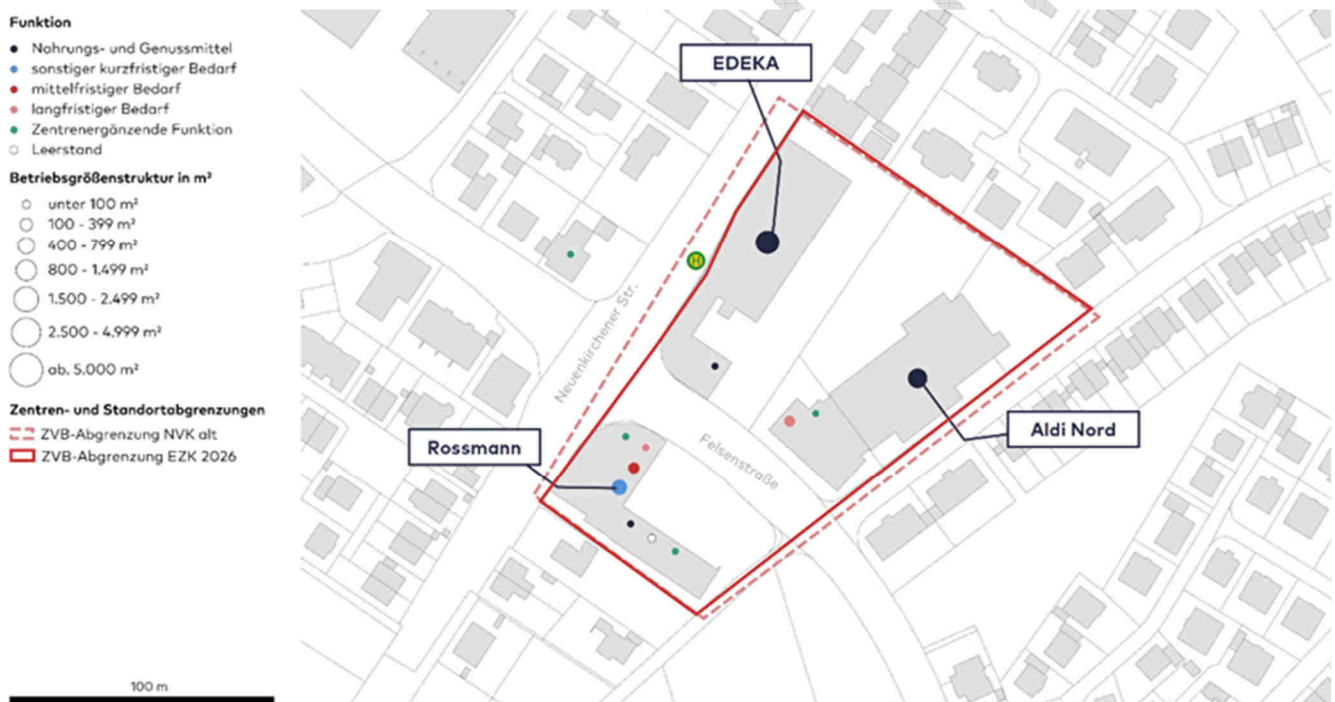 Funktion
Nahrungs- und Genussmittel
sonstiger kurzfristiger Bedarf
mittelfristiger Bedarf
langfristiger Bedarf
Zentrenergänzende Funktion
Leerstand
Betriebsgrößenstruktur in m²
unter 100 m²
100 - 399 m²
400 - 799 m²
800 - 1.499 m²
1.500 - 2.499 m²
2.500 - 4.999 m²
ab. 5.000 m²
Zentren- und Standortabgrenzungen
ZVB-Abgrenzung NVK alt
ZVB-Abgrenzung EZK 2026
100 m
EDEKA
H
Neuenkirchener Str.
Rossmann
Felsenstraße
Aldi Nord